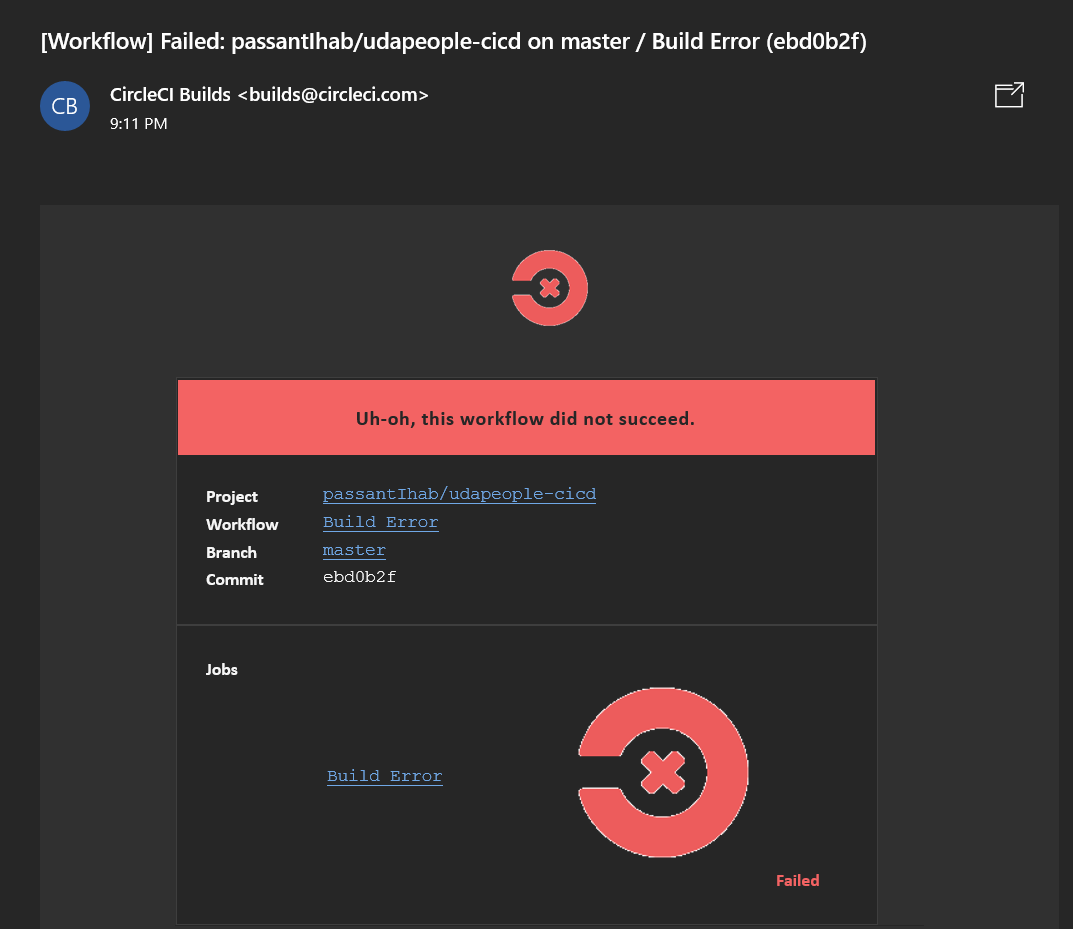 [Workflow] Failed: passantIhab/udapeople-cicd on master / Build Error (ebd0b2f)
CB
CircleCI Builds <builds@circleci.com>
9:11 PM
Uh-oh, this workflow did not succeed.
Project passantIhab/udapeople-cicd
Workflow Build Error
Branch master
Commit ebd0b2f
Jobs
Build Error
Failed